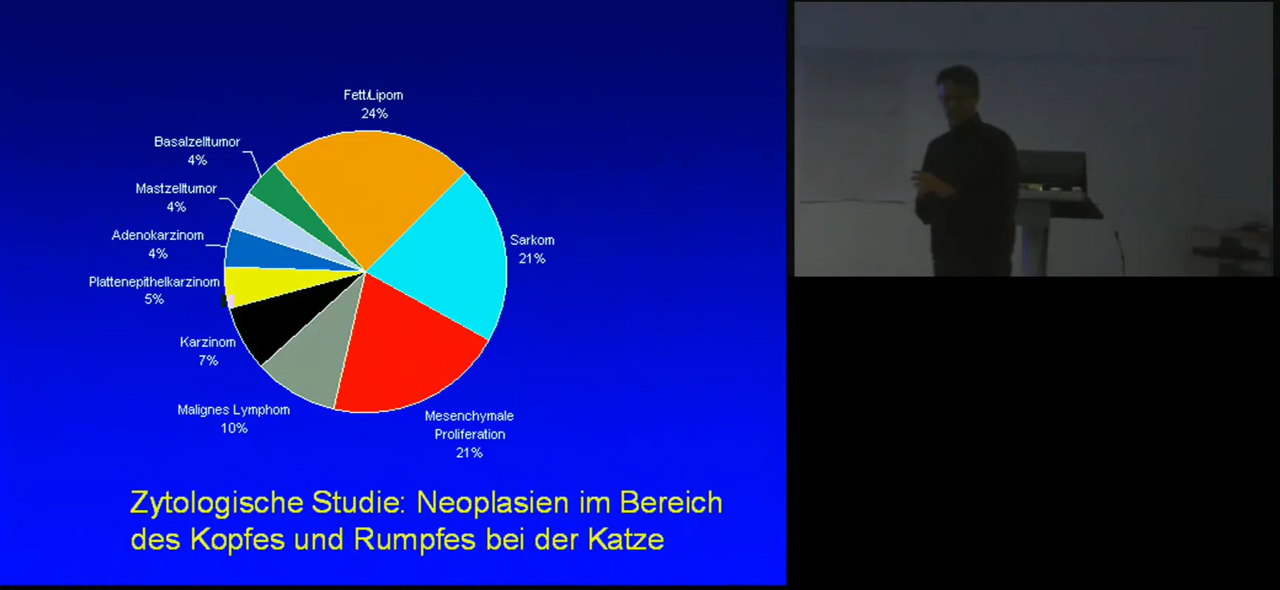 Fett/Lipom
24%
Basalzelltumor
4%
Mastzelltumor
4%
Adenokarzinom
4%
Plattenepithelkarzinom
5%
Karzinom
7%
Malignes Lymphom
10%
Mesenchymale
Proliferation
21%
Sarkom
21%
Zytologische Studie: Neoplasien im Bereich
des Kopfes und Rumpfes bei der Katze